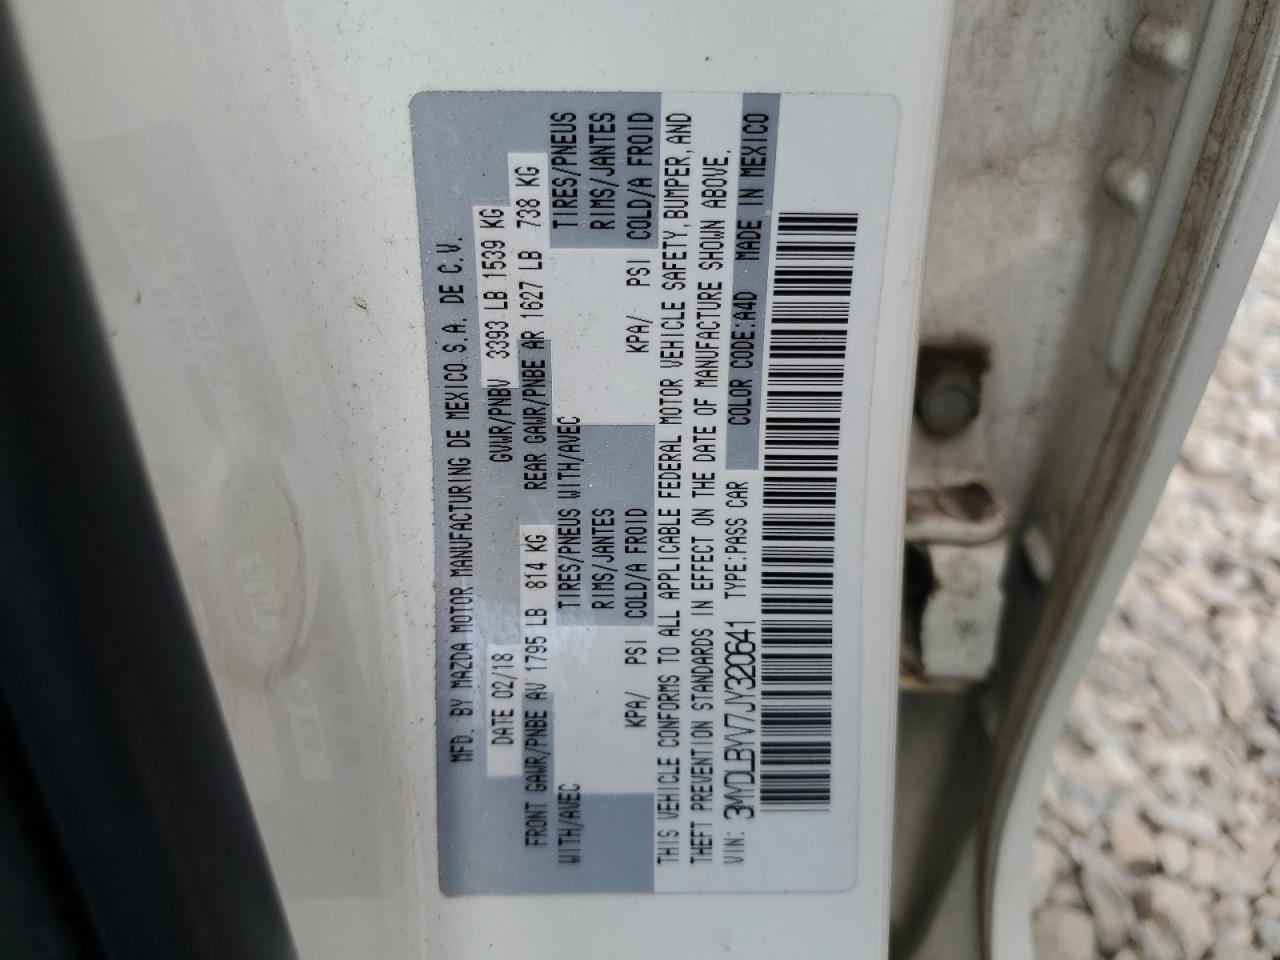 MFD. BY MAZDA MOTOR MANUFACTURING DE MEXICO S.A. DE C.V.
DATE 02/18 GVWR/PNBV 3393 LB 1539 KG
FRONT GAWR/PNBE AV 1795 LB 814 KG REAR GAWR/PNBE AR 1627 LB 738 KG
WITH/AVEC TIRES/PNEUS WITH/AVEC TIRES/PNEUS
RIMS/JANTES RIMS/JANTES
KPA/ PSI COLD/A FROID KPA/ PSI COLD/A FROID
THIS VEHICLE CONFORMS TO ALL APPLICABLE FEDERAL MOTOR VEHICLE SAFETY, BUMPER, AND
THEFT PREVENTION STANDARDS IN EFFECT ON THE DATE OF MANUFACTURE SHOWN ABOVE.
VIN: 3MYDLBYV7JY320641 TYPE:PASS CAR COLOR CODE:A4D MADE IN MEXICO